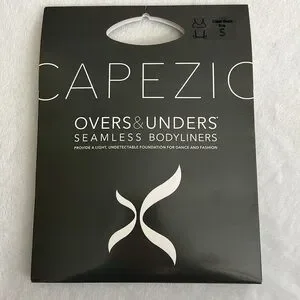 S
CAPEZIO
OVERS&UNDERS
SEAMLESS BODYLINERS
PROVIDE A LIGHT, UNDETECTABLE FOUNDATION FOR DANCE AND FASHION